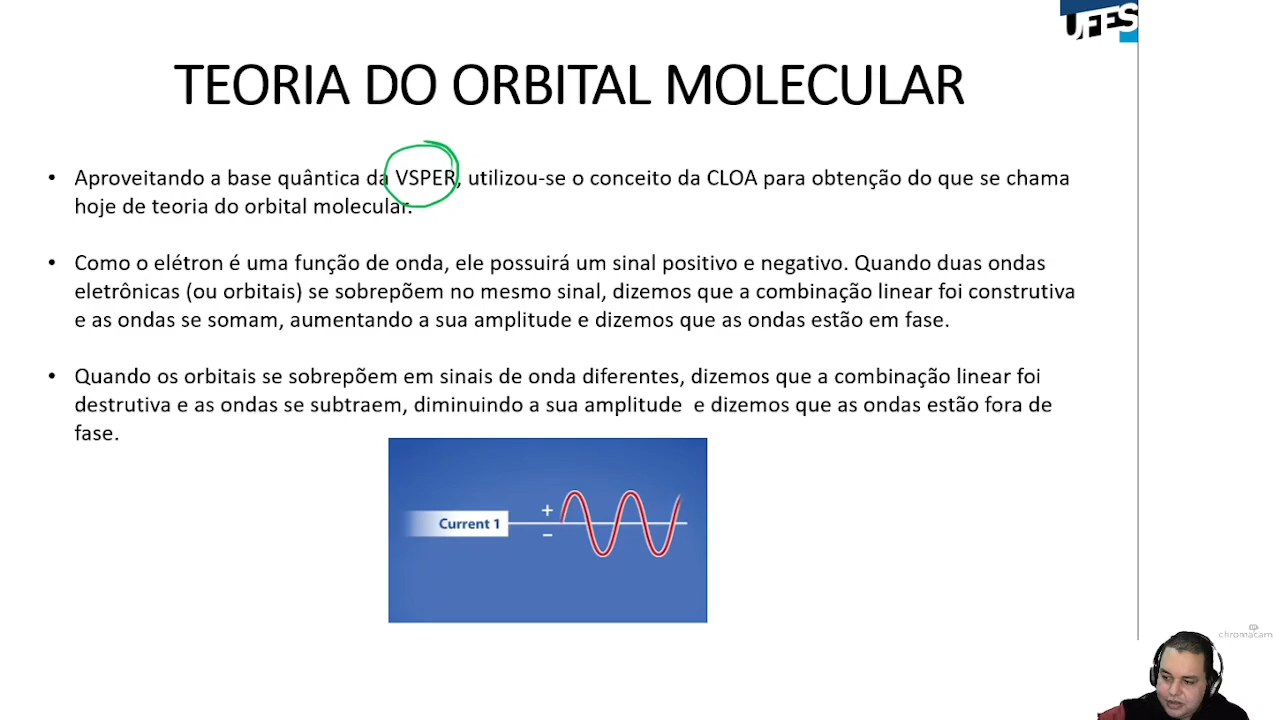 UFES
TEORIA DO ORBITAL MOLECULAR
• Aproveitando a base quântica da VSPER, utilizou-se o conceito da CLOA para obtenção do que se chama
hoje de teoria do orbital molecular.
• Como o elétron é uma função de onda, ele possuirá um sinal positivo e negativo. Quando duas ondas
eletrônicas (ou orbitais) se sobrepõem no mesmo sinal, dizemos que a combinação linear foi construtiva
e as ondas se somam, aumentando a sua amplitude e dizemos que as ondas estão em fase.
• Quando os orbitais se sobrepõem em sinais de onda diferentes, dizemos que a combinação linear foi
destrutiva e as ondas se subtraem, diminuindo a sua amplitude e dizemos que as ondas estão fora de
fase.
+
Current 1
−
chromacam